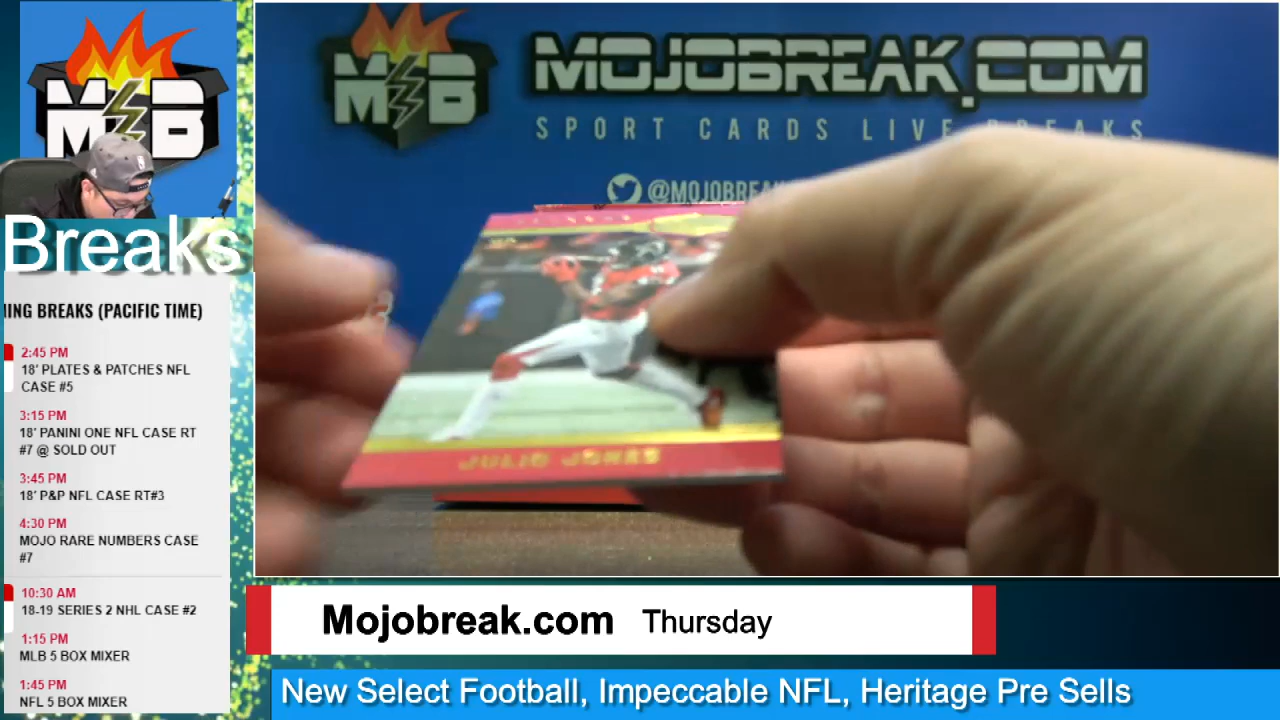 M B
MOJOBREAK.COM
SPORT CARDS LIVE BREAKS
@MOJOBREAK
JULIO JONES
M B
Breaks
ING BREAKS (PACIFIC TIME)
2:45 PM
18' PLATES & PATCHES NFL
CASE #5
3:15 PM
18' PANINI ONE NFL CASE RT
#7 @ SOLD OUT
3:45 PM
18' P&P NFL CASE RT#3
4:30 PM
MOJO RARE NUMBERS CASE
#7
10:30 AM
18-19 SERIES 2 NHL CASE #2
1:15 PM
MLB 5 BOX MIXER
1:45 PM
NFL 5 BOX MIXER
Mojobreak.com Thursday
New Select Football, Impeccable NFL, Heritage Pre Sells